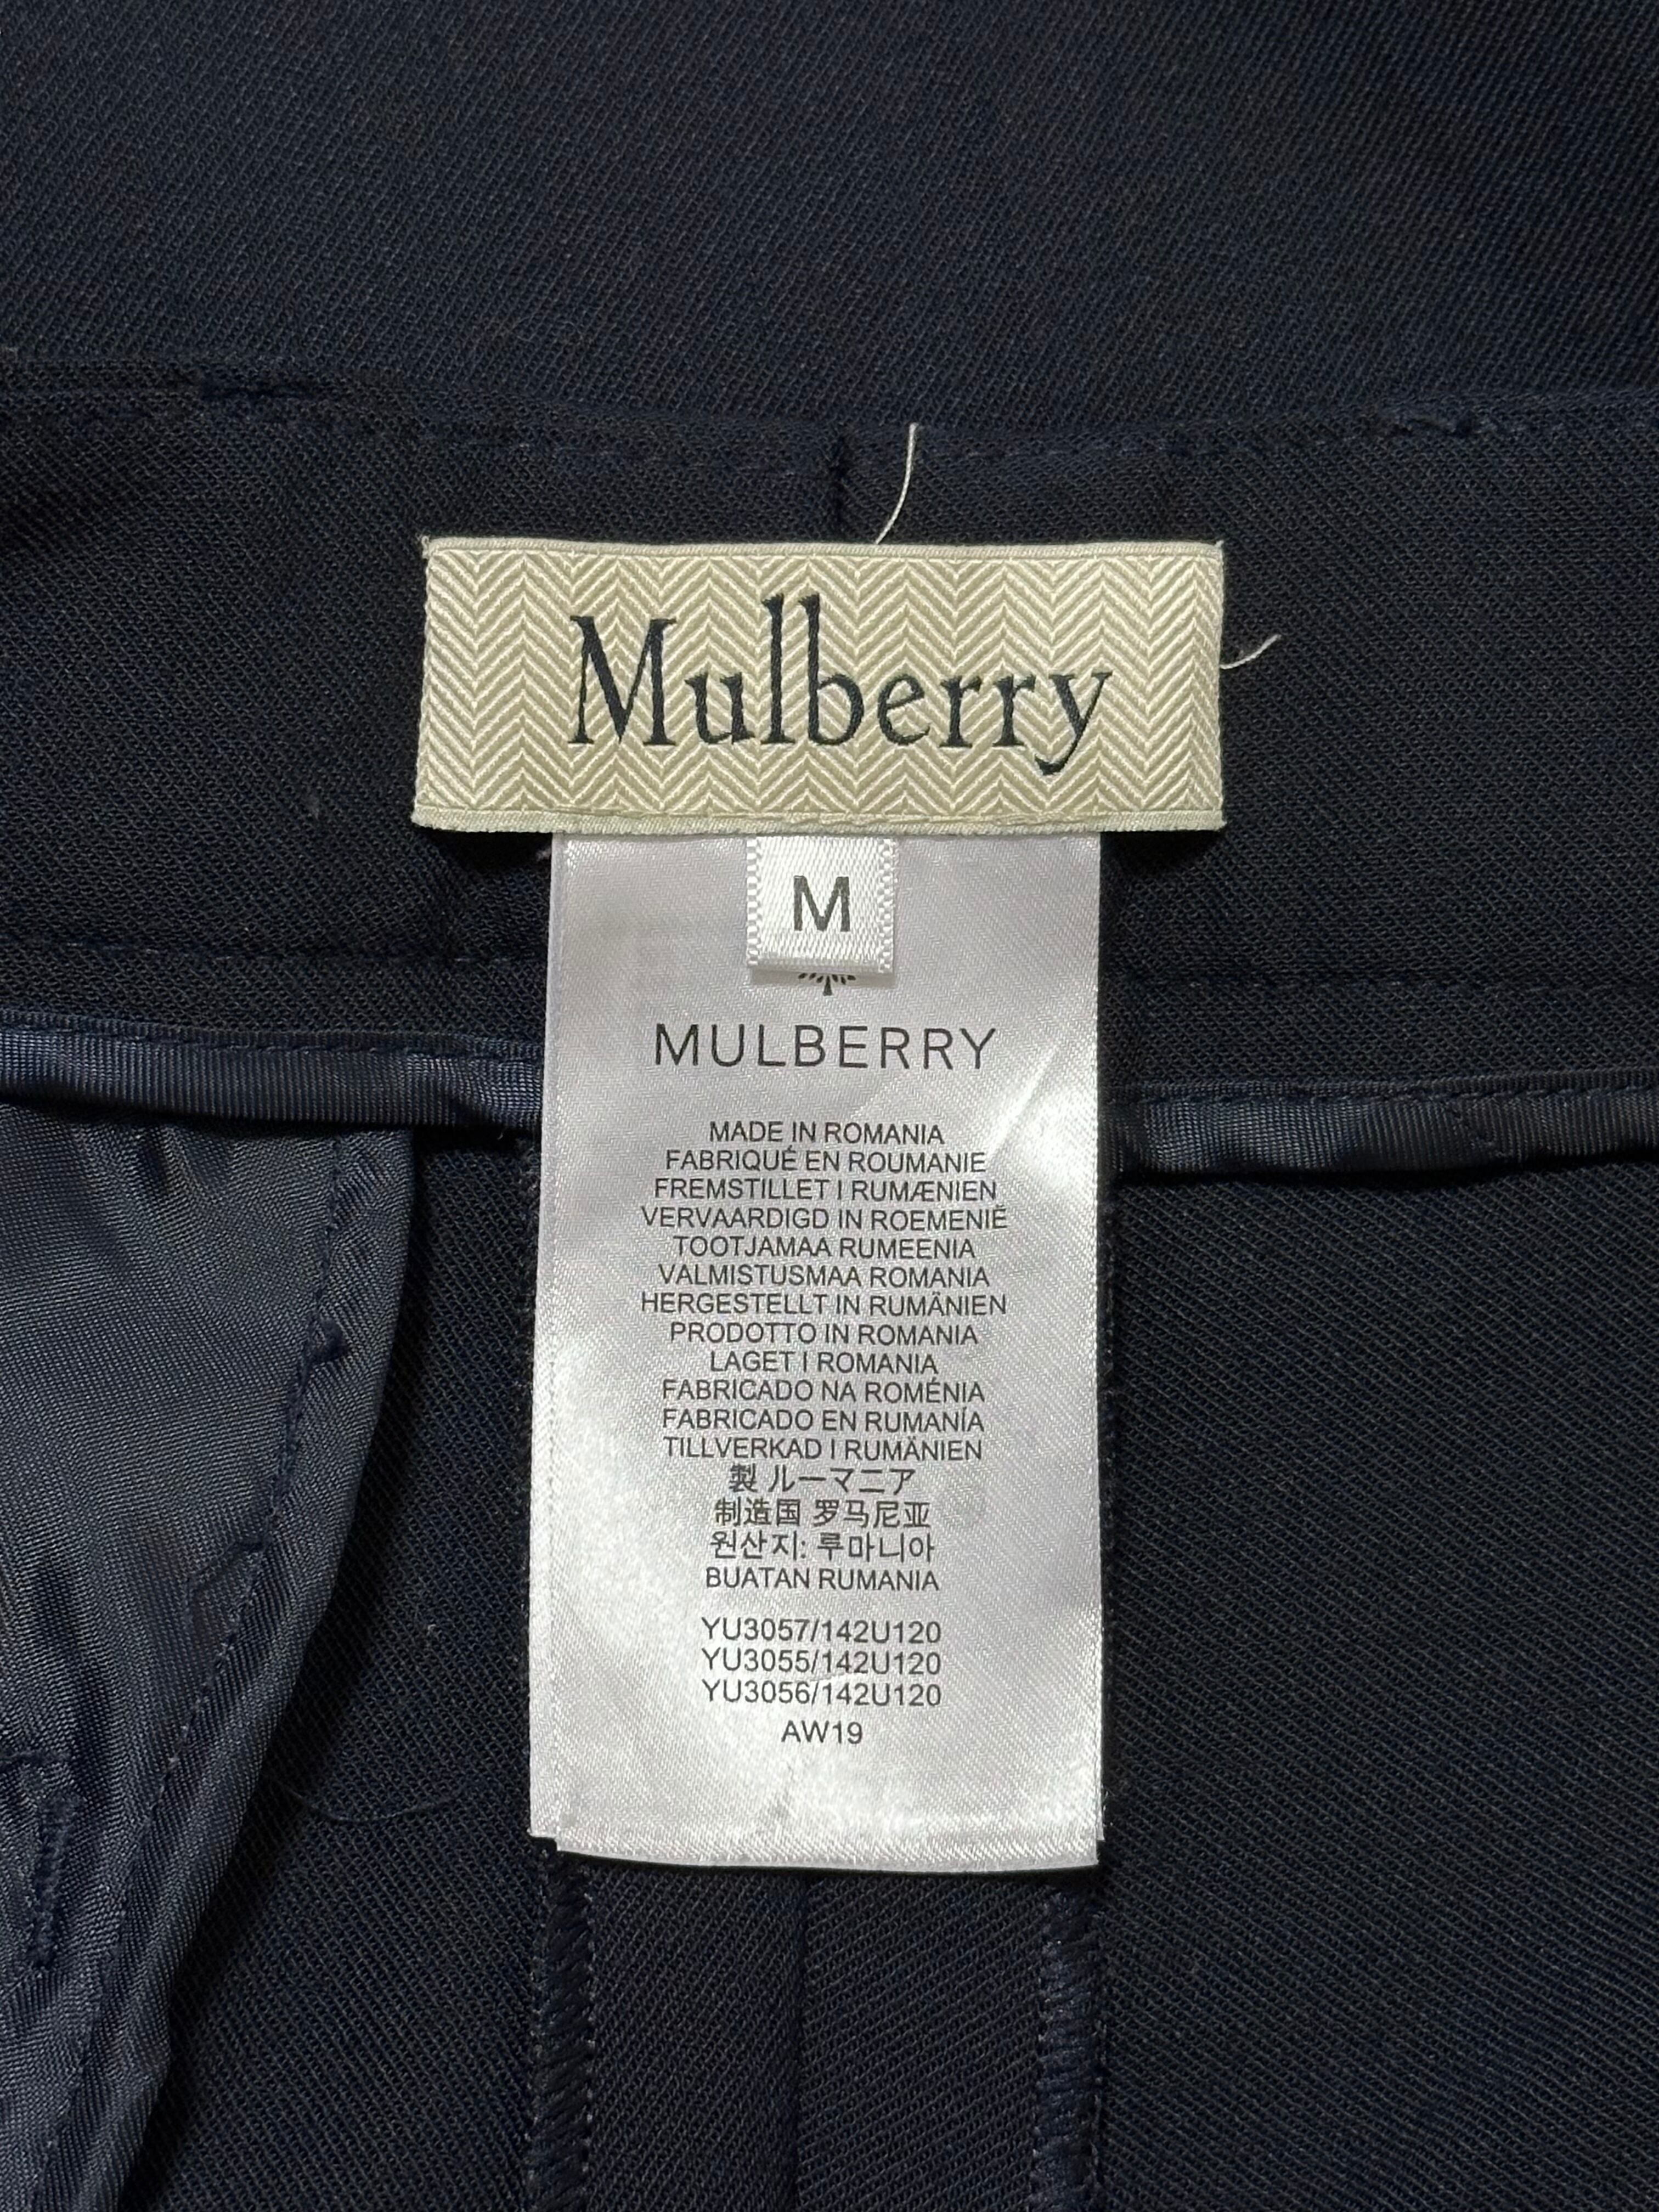 Mulberry
M
MULBERRY
MADE IN ROMANIA
FABRIQUÉ EN ROUMANIE
FREMSTILLET I RUMÆNIEN
VERVAARDIGD IN ROEMENIË
TOOTJAMAA RUMEENIA
VALMISTUSMAA ROMANIA
HERGESTELLT IN RUMÄNIEN
PRODOTTO IN ROMANIA
LAGET I ROMANIA
FABRICADO NA ROMÉNIA
FABRICADO EN RUMANÍA
TILLVERKAD I RUMÄNIEN
製 ルーマニア
制造国 罗马尼亚
원산지: 루마니아
BUATAN RUMANIA
YU3057/142U120
YU3055/142U120
YU3056/142U120
AW19